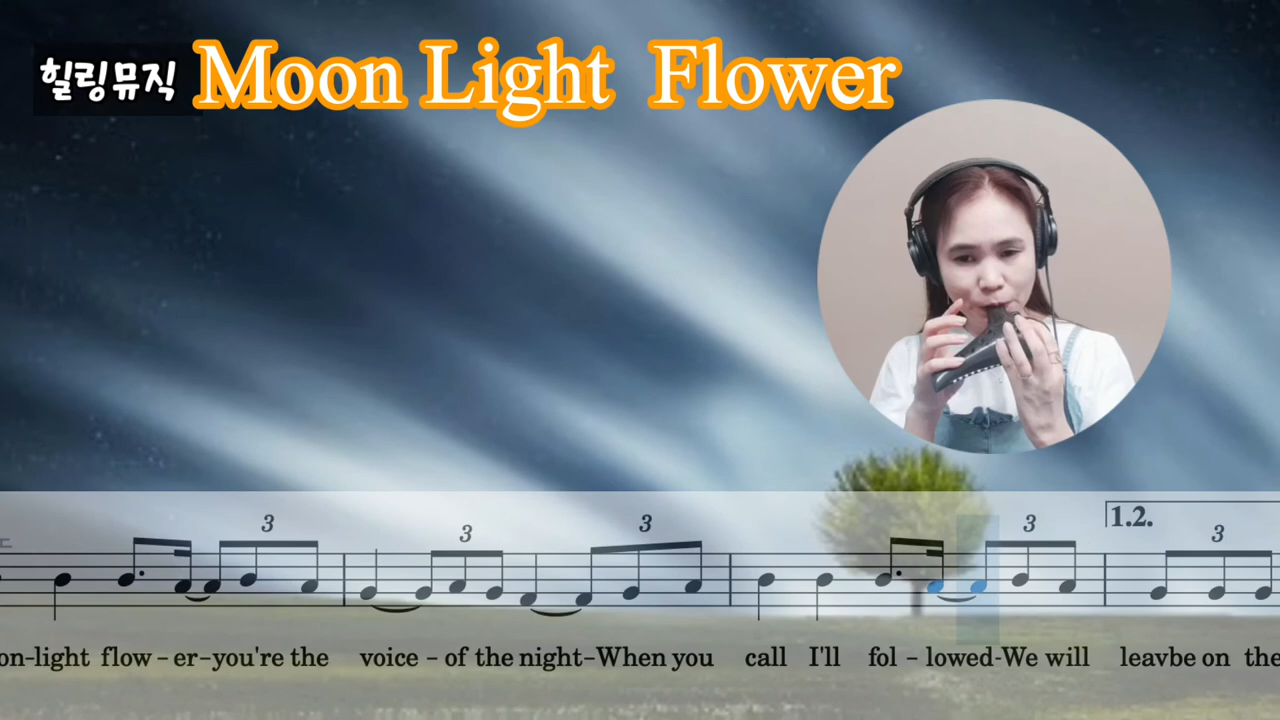 힐링뮤직 Moon Light Flower
3 3 3 3 1.2. 3
on-light flow - er-you're the voice - of the night-When you call I'll fol - lowed-We will leavbe on the